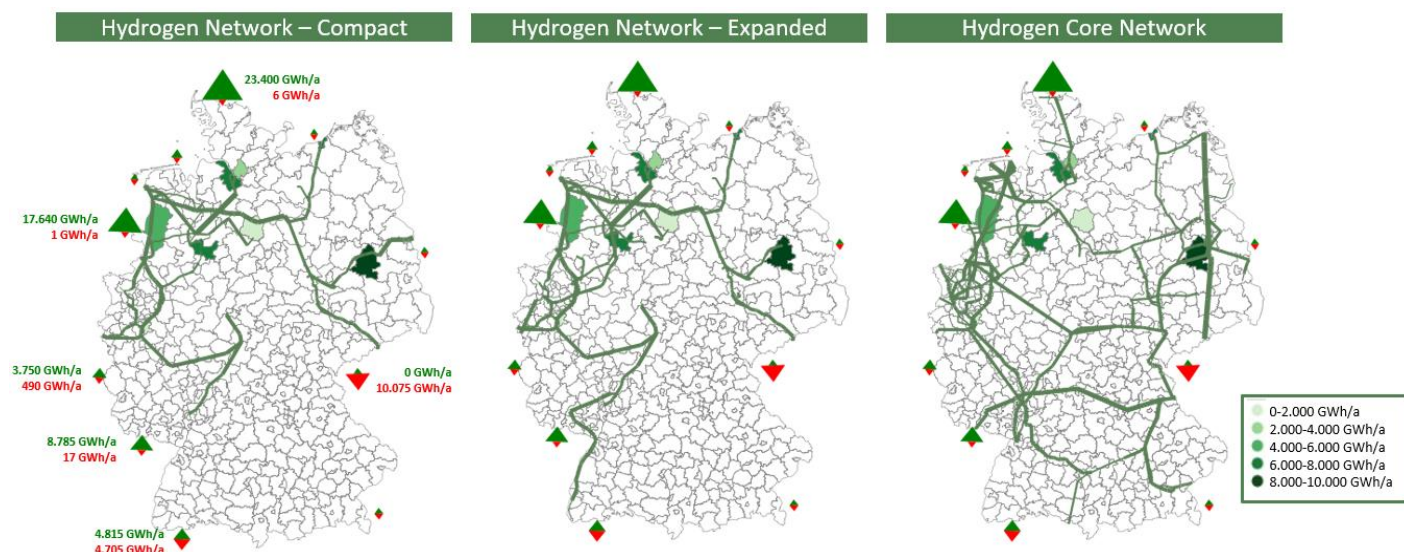 Hydrogen Network – Compact
Hydrogen Network – Expanded
Hydrogen Core Network
23.400 GWh/a
6 GWh/a
17.640 GWh/a
1 GWh/a
3.750 GWh/a
490 GWh/a
0 GWh/a
10.075 GWh/a
8.785 GWh/a
17 GWh/a
4.815 GWh/a
4.705 GWh/a
0-2.000 GWh/a
2.000-4.000 GWh/a
4.000-6.000 GWh/a
6.000-8.000 GWh/a
8.000-10.000 GWh/a